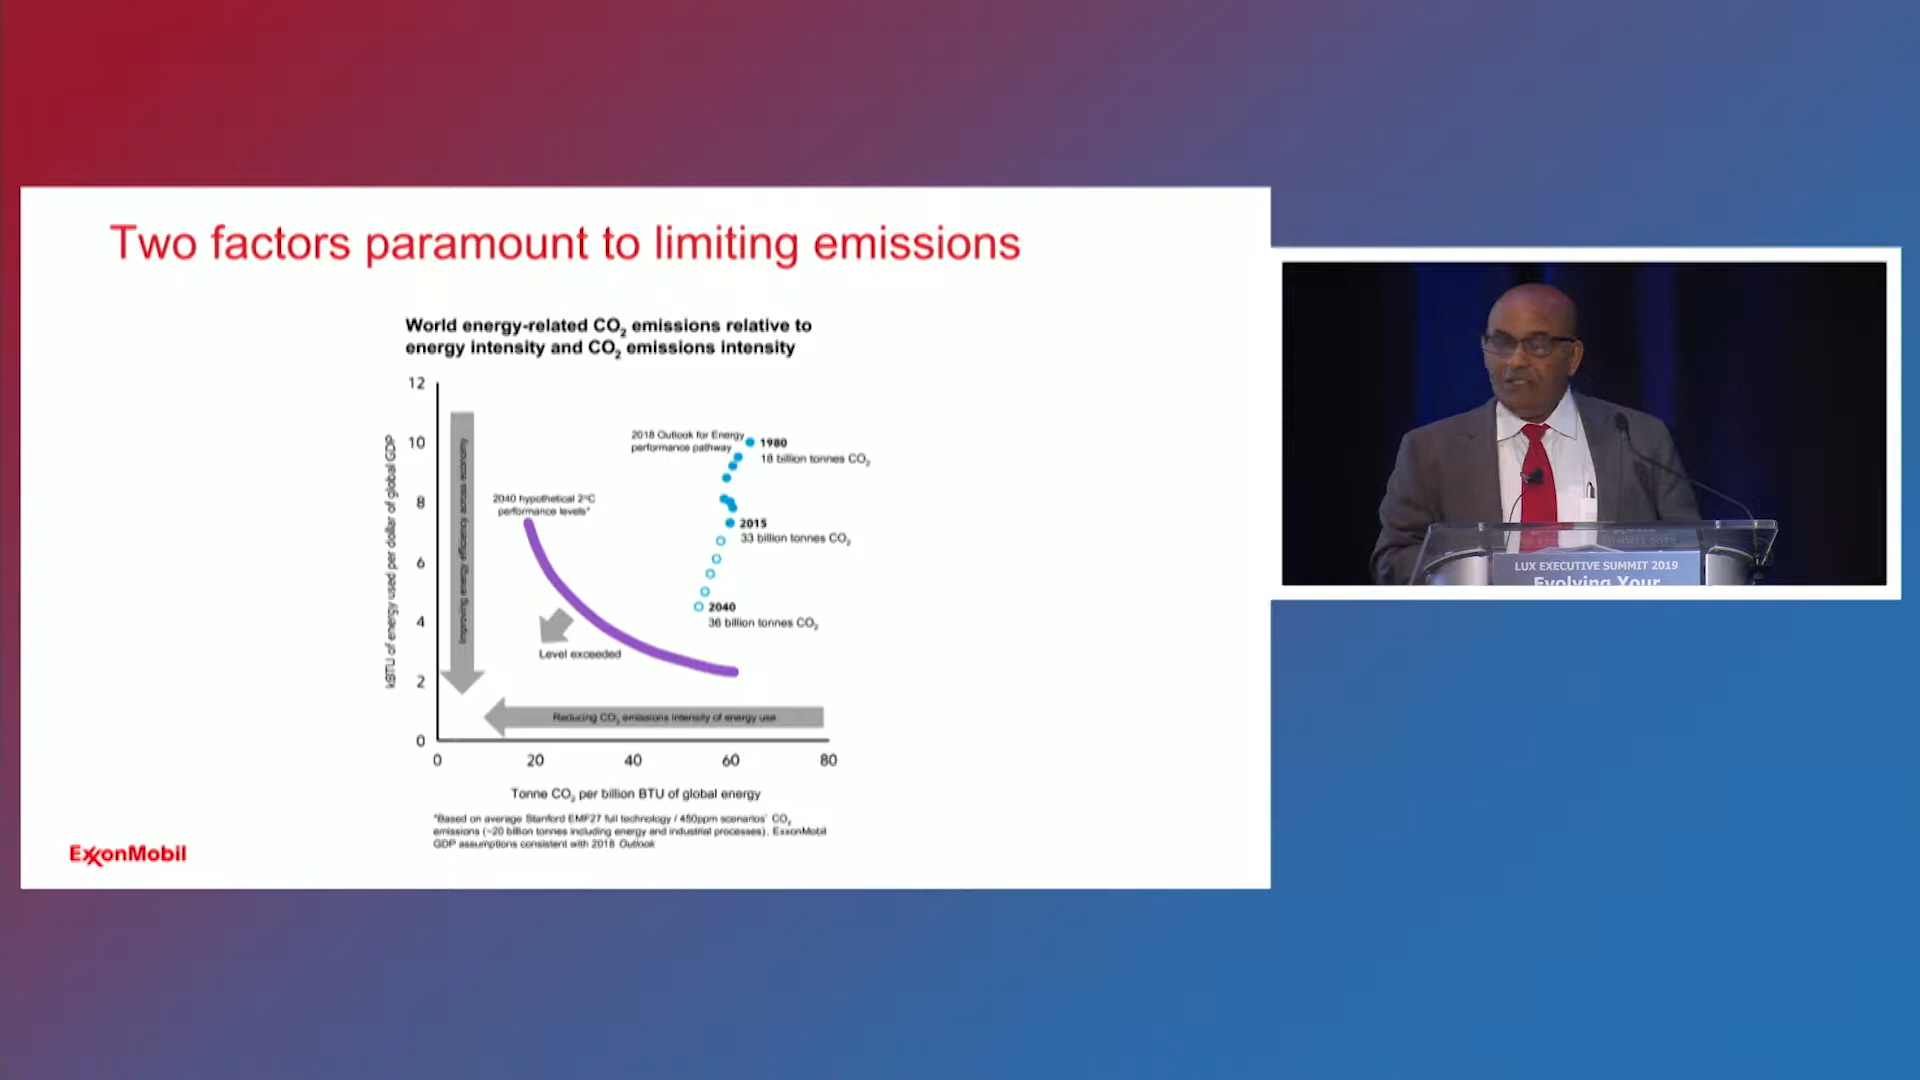 Two factors paramount to limiting emissions
World energy-related CO₂ emissions relative to
energy intensity and CO₂ emissions intensity
12
10
8
6
4
2
0
kBTU of energy used per dollar of global GDP
Improving energy efficiency across economy
2018 Outlook for Energy
performance pathway
1980
18 billion tonnes CO₂
2040 hypothetical 2°C
performance levels*
2015
33 billion tonnes CO₂
2040
36 billion tonnes CO₂
Level exceeded
Reducing CO₂ emissions intensity of energy use
0 20 40 60 80
Tonne CO₂ per billion BTU of global energy
*Based on average Stanford EMF27 full technology / 450ppm scenarios' CO₂
emissions (~20 billion tonnes including energy and industrial processes). ExxonMobil
GDP assumptions consistent with 2018 Outlook
ExxonMobil
LUX EXECUTIVE SUMMIT 2019
Evolving Your